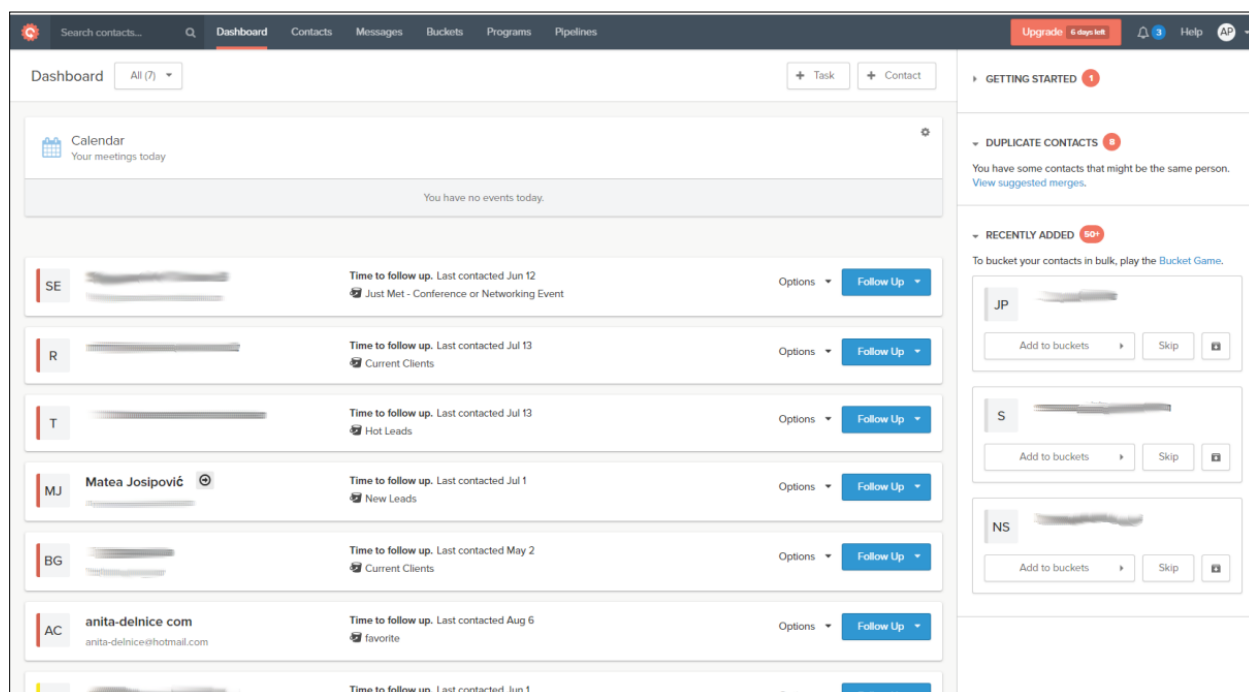 Search contacts...
Dashboard
Contacts
Messages
Buckets
Programs
Pipelines
Upgrade 6 days left
3
Help
AP
Dashboard
All (7)
+ Task
+ Contact
Calendar
Your meetings today
You have no events today.
SE
Time to follow up. Last contacted Jun 12
Just Met - Conference or Networking Event
Options
Follow Up
R
Time to follow up. Last contacted Jul 13
Current Clients
Options
Follow Up
T
Time to follow up. Last contacted Jul 13
Hot Leads
Options
Follow Up
MJ
Matea Josipović
Time to follow up. Last contacted Jul 1
New Leads
Options
Follow Up
BG
Time to follow up. Last contacted May 2
Current Clients
Options
Follow Up
AC
anita-delnice com
anita-delnice@hotmail.com
Time to follow up. Last contacted Aug 6
favorite
Options
Follow Up
Time to follow up. Last contacted Jun 1
GETTING STARTED 1
DUPLICATE CONTACTS 8
You have some contacts that might be the same person.
View suggested merges.
RECENTLY ADDED 50+
To bucket your contacts in bulk, play the Bucket Game.
JP
Add to buckets
Skip
S
Add to buckets
Skip
NS
Add to buckets
Skip